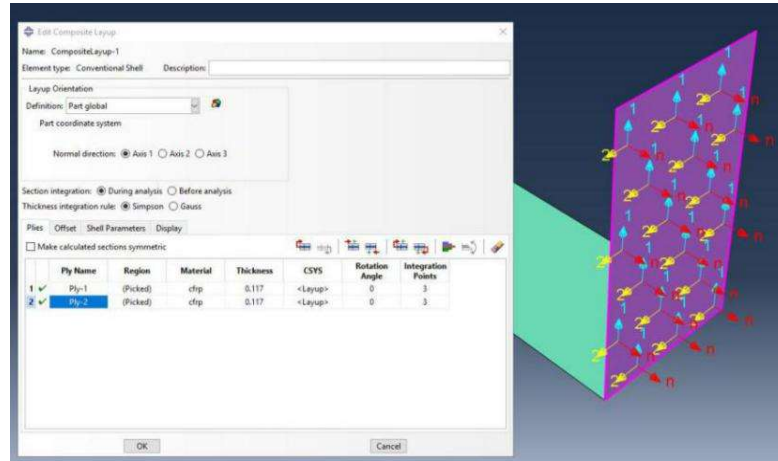 Edit Composite Layup
Name: CompositeLayup-1
Element type: Conventional Shell Description:
Layup Orientation
Definition: Part global
Part coordinate system
Normal direction: Axis 1 Axis 2 Axis 3
Section integration: During analysis Before analysis
Thickness integration rule: Simpson Gauss
Plies Offset Shell Parameters Display
Make calculated sections symmetric
Ply Name Region Material Thickness CSYS Rotation Angle Integration Points
1 Ply-1 (Picked) cfrp 0.117 <Layup> 0 3
2 Ply-2 (Picked) cfrp 0.117 <Layup> 0 3
OK Cancel